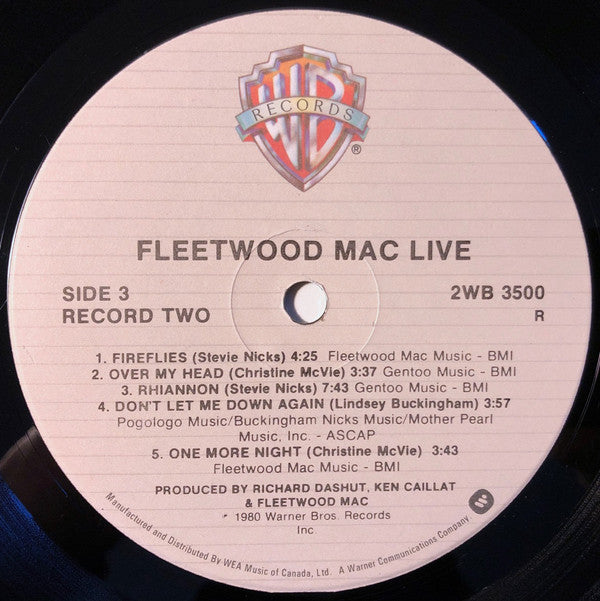 WB
RECORDS
®
FLEETWOOD MAC LIVE
SIDE 3
RECORD TWO
2WB 3500
R
1. FIREFLIES (Stevie Nicks) 4:25 Fleetwood Mac Music - BMI
2. OVER MY HEAD (Christine McVie) 3:37 Gentoo Music - BMI
3. RHIANNON (Stevie Nicks) 7:43 Gentoo Music - BMI
4. DON'T LET ME DOWN AGAIN (Lindsey Buckingham) 3:57
Pogologo Music/Buckingham Nicks Music/Mother Pearl
Music, Inc. - ASCAP
5. ONE MORE NIGHT (Christine McVie) 3:43
Fleetwood Mac Music - BMI
PRODUCED BY RICHARD DASHUT, KEN CAILLAT
& FLEETWOOD MAC
1980 Warner Bros. Records
Inc
Manufactured and Distributed By WEA Music of Canada, Ltd. A Warner Communications Company